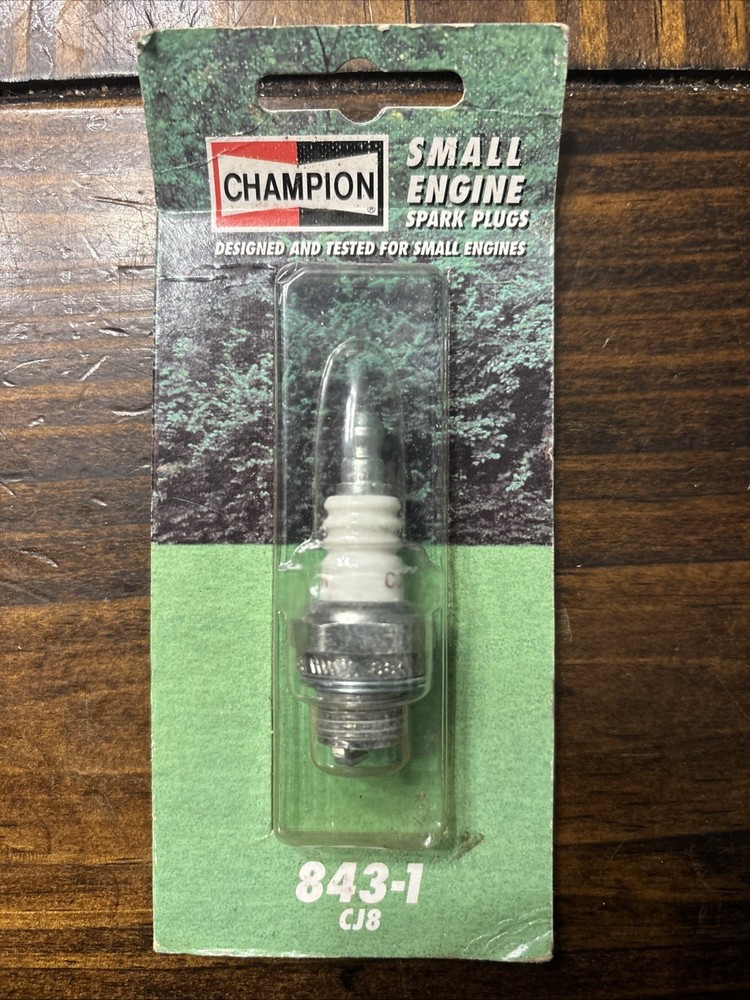 CHAMPION
®
SMALL
ENGINE
SPARK PLUGS
DESIGNED AND TESTED FOR SMALL ENGINES
843-1
CJ8